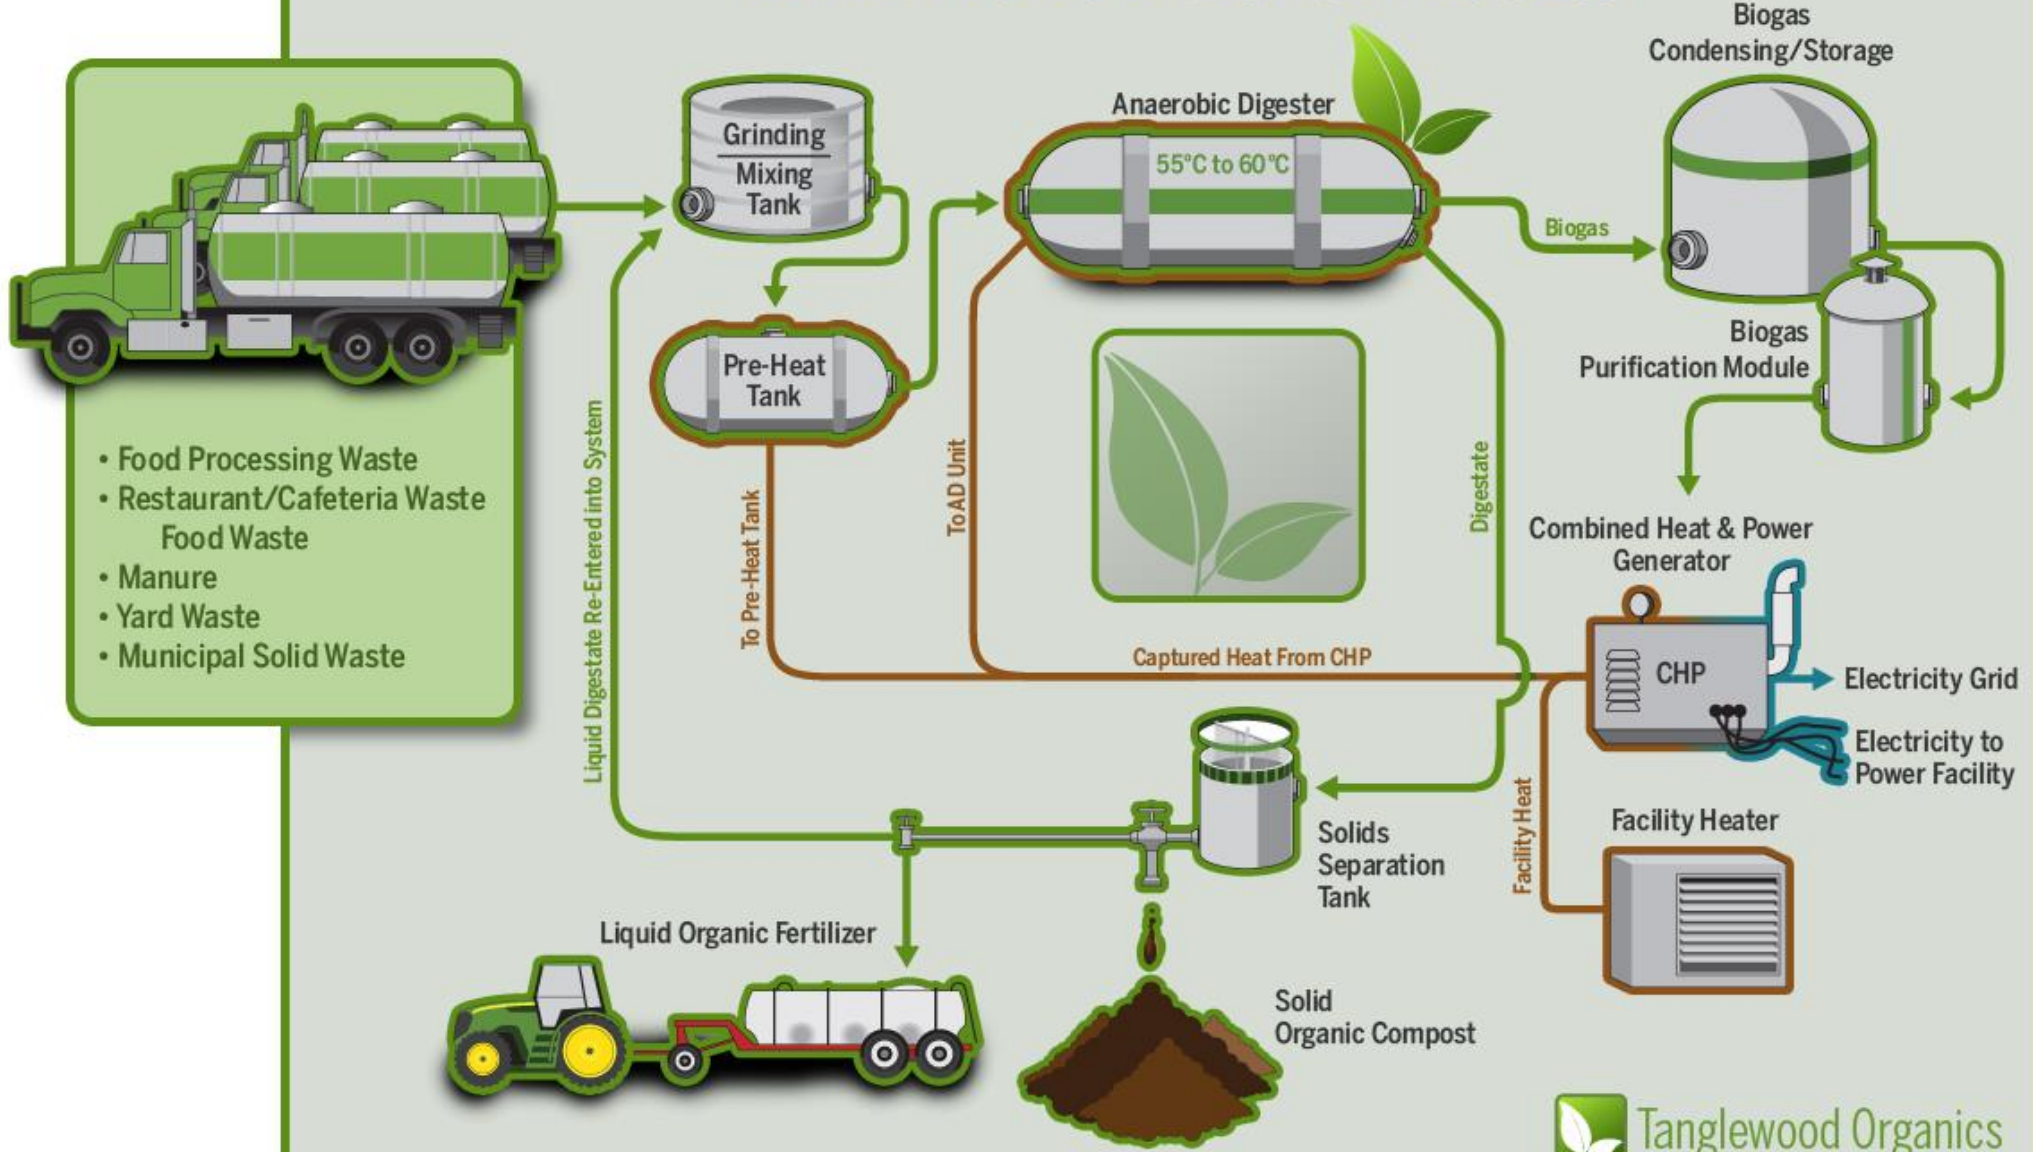 Biogas
Condensing/Storage
Anaerobic Digester
55°C to 60°C
Grinding
Mixing
Tank
Biogas
Pre-Heat
Tank
Biogas
Purification Module
• Food Processing Waste
• Restaurant/Cafeteria Waste
Food Waste
• Manure
• Yard Waste
• Municipal Solid Waste
Liquid Digestate Re-Entered into System
To Pre-Heat Tank
To AD Unit
Digestate
Combined Heat & Power
Generator
Captured Heat From CHP
CHP
Electricity Grid
Electricity to
Power Facility
Facility Heat
Facility Heater
Solids
Separation
Tank
Liquid Organic Fertilizer
Solid
Organic Compost
Tanglewood Organics